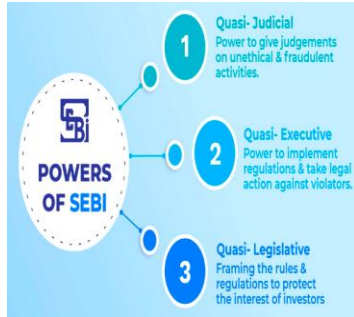 SEBi
POWERS
OF SEBI
1
Quasi- Judicial
Power to give judgements
on unethical & fraudulent
activities.
2
Quasi- Executive
Power to implement
regulations & take legal
action against violators.
3
Quasi- Legislative
Framing the rules &
regulations to protect
the interest of investors